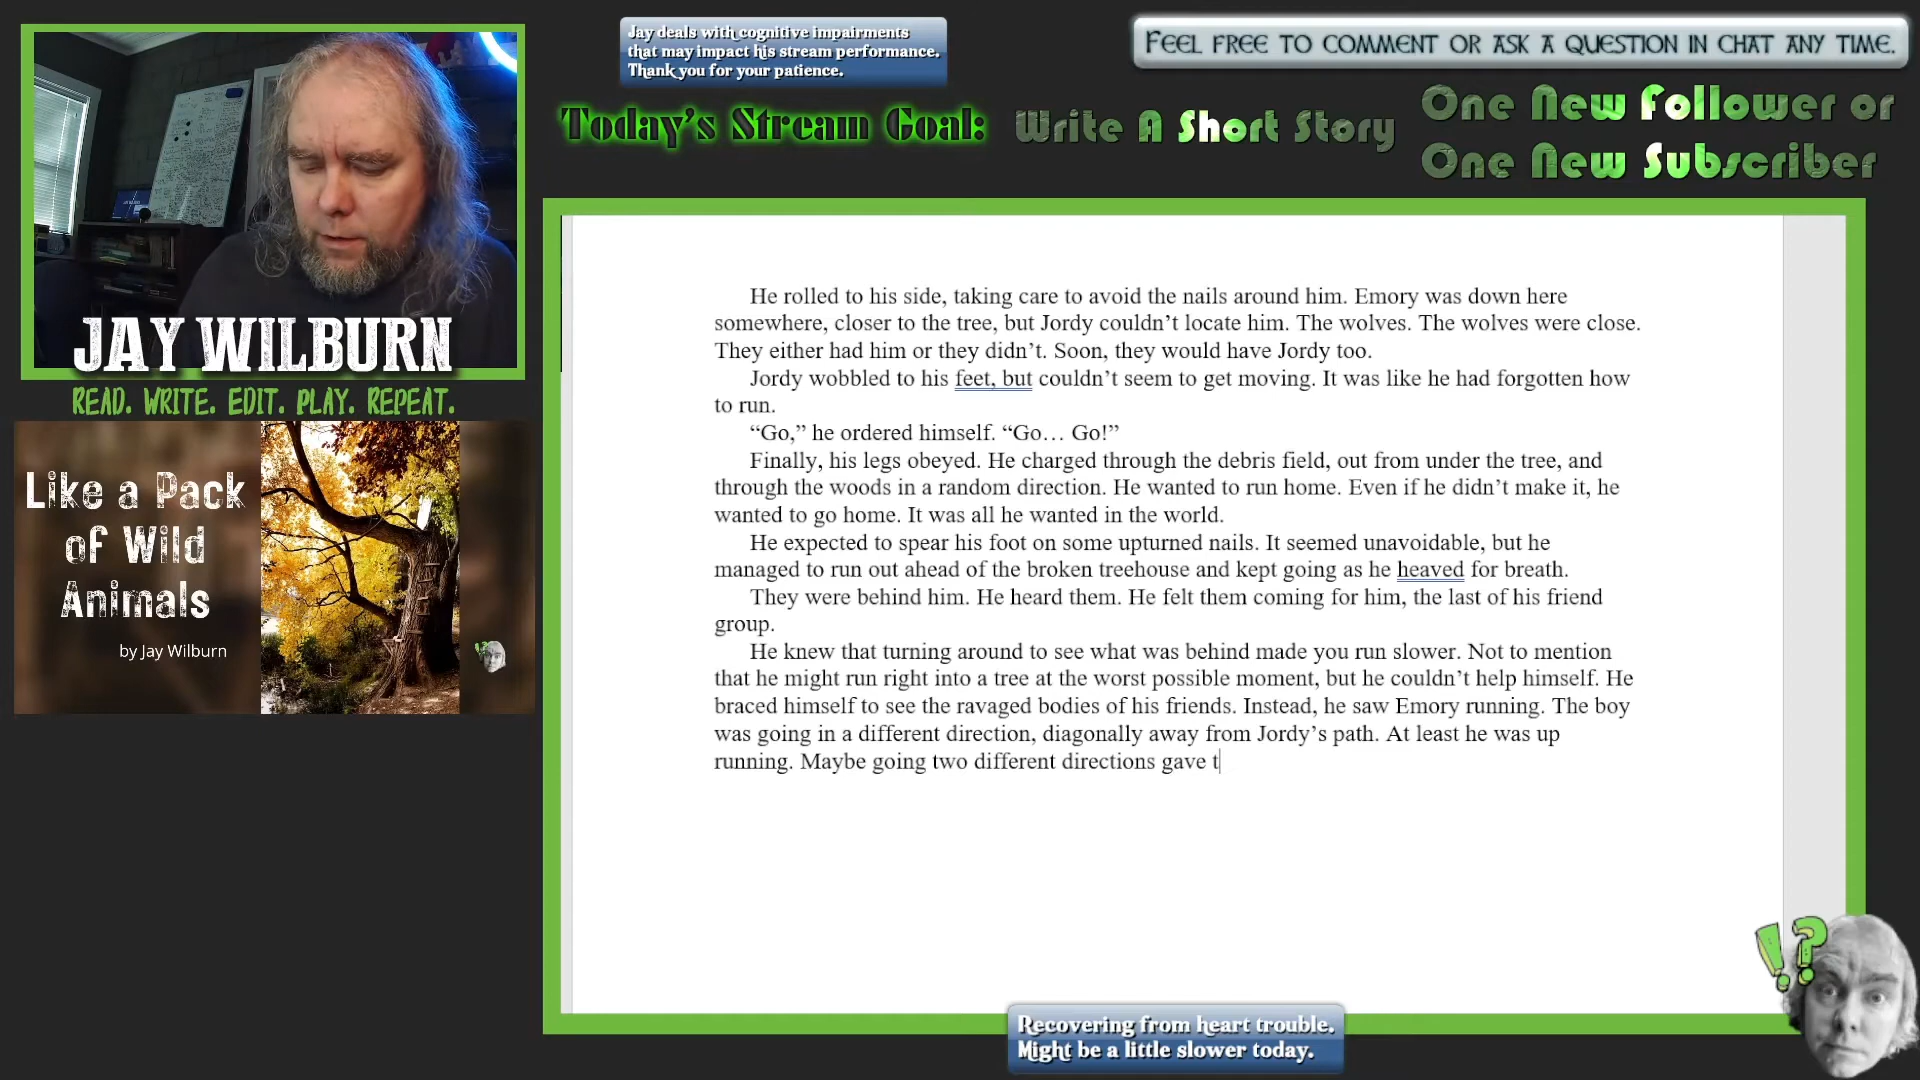 Jay deals with cognitive impairments
that may impact his stream performance.
Thank you for your patience.
FEEL FREE TO COMMENT OR ASK A QUESTION IN CHAT ANY TIME.
Today's Stream Goal:
Write A Short Story
One New Follower or
One New Subscriber
JAY WILBURN
READ. WRITE. EDIT. PLAY. REPEAT.
Like a Pack
of Wild
Animals
by Jay Wilburn
He rolled to his side, taking care to avoid the nails around him. Emory was down here
somewhere, closer to the tree, but Jordy couldn’t locate him. The wolves. The wolves were close.
They either had him or they didn’t. Soon, they would have Jordy too.
Jordy wobbled to his feet, but couldn’t seem to get moving. It was like he had forgotten how
to run.
“Go,” he ordered himself. “Go… Go!”
Finally, his legs obeyed. He charged through the debris field, out from under the tree, and
through the woods in a random direction. He wanted to run home. Even if he didn’t make it, he
wanted to go home. It was all he wanted in the world.
He expected to spear his foot on some upturned nails. It seemed unavoidable, but he
managed to run out ahead of the broken treehouse and kept going as he heaved for breath.
They were behind him. He heard them. He felt them coming for him, the last of his friend
group.
He knew that turning around to see what was behind made you run slower. Not to mention
that he might run right into a tree at the worst possible moment, but he couldn’t help himself. He
braced himself to see the ravaged bodies of his friends. Instead, he saw Emory running. The boy
was going in a different direction, diagonally away from Jordy’s path. At least he was up
running. Maybe going two different directions gave t
!?
Recovering from heart trouble.
Might be a little slower today.